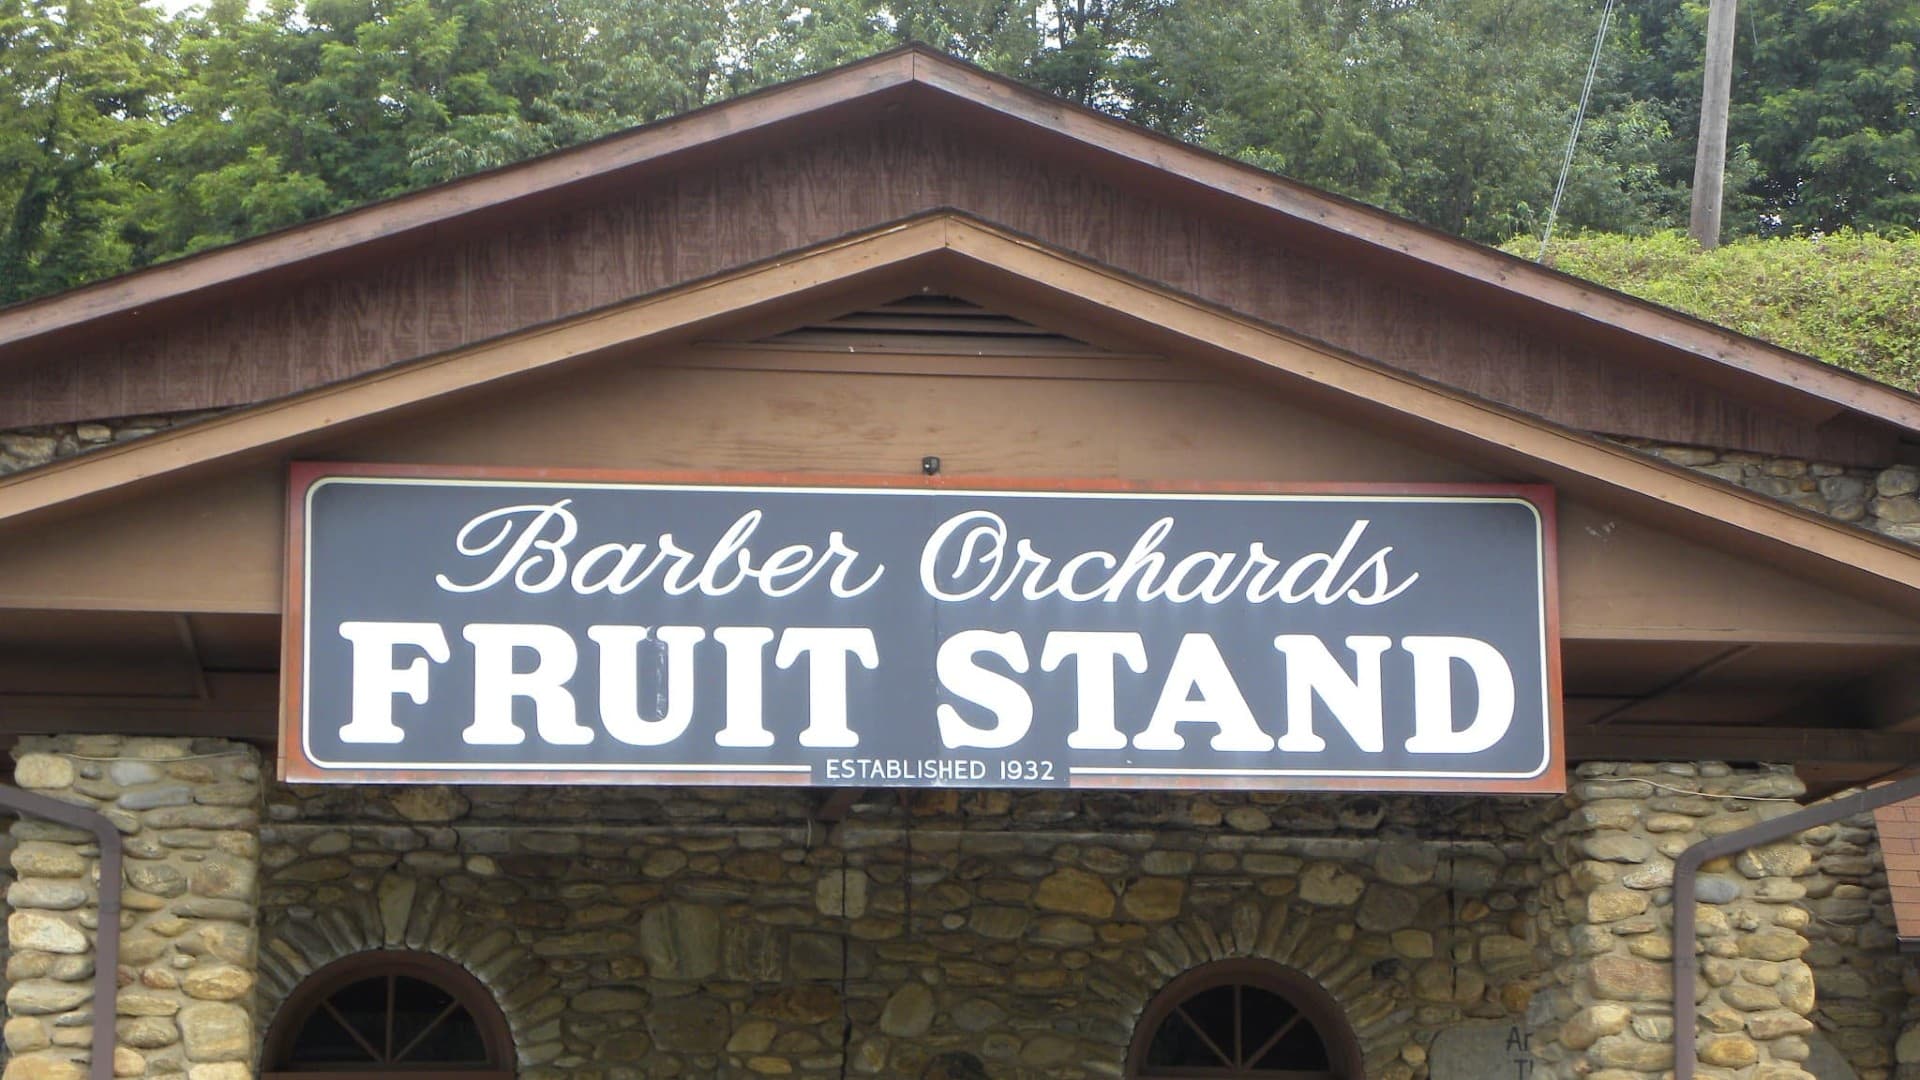 Barber Orchards
FRUIT STAND
ESTABLISHED 1932